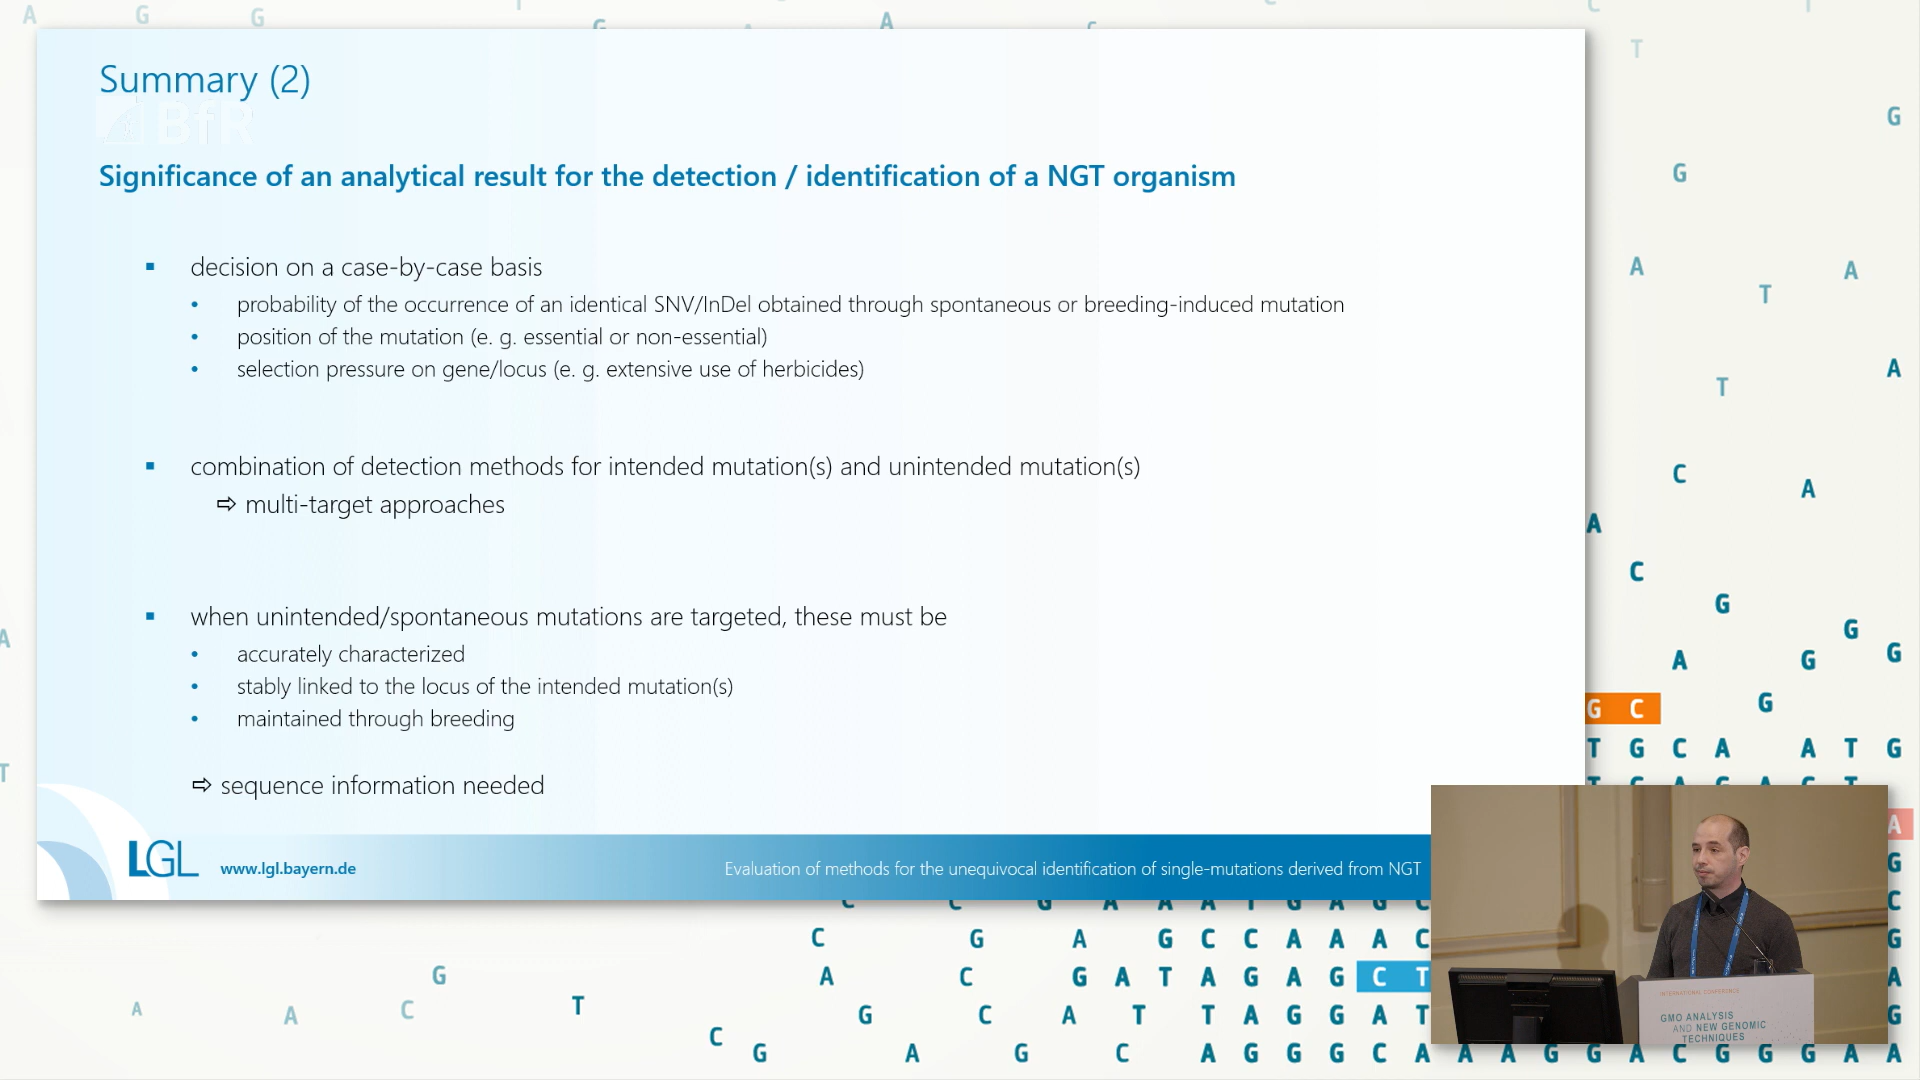 Summary (2)
BfR
Significance of an analytical result for the detection / identification of a NGT organism
▪ decision on a case-by-case basis
• probability of the occurrence of an identical SNV/InDel obtained through spontaneous or breeding-induced mutation
• position of the mutation (e. g. essential or non-essential)
• selection pressure on gene/locus (e. g. extensive use of herbicides)
▪ combination of detection methods for intended mutation(s) and unintended mutation(s)
⇨ multi-target approaches
▪ when unintended/spontaneous mutations are targeted, these must be
• accurately characterized
• stably linked to the locus of the intended mutation(s)
• maintained through breeding
⇨ sequence information needed
LGL www.lgl.bayern.de
Evaluation of methods for the unequivocal identification of single-mutations derived from NGT
INTERNATIONAL CONFERENCE
GMO ANALYSIS
AND NEW GENOMIC
TECHNIQUES
G C
T G C A A T G
G C C A A A C
G A T A G A G C T
T A G G A T
A G G G C A A A G G A C G G G A A